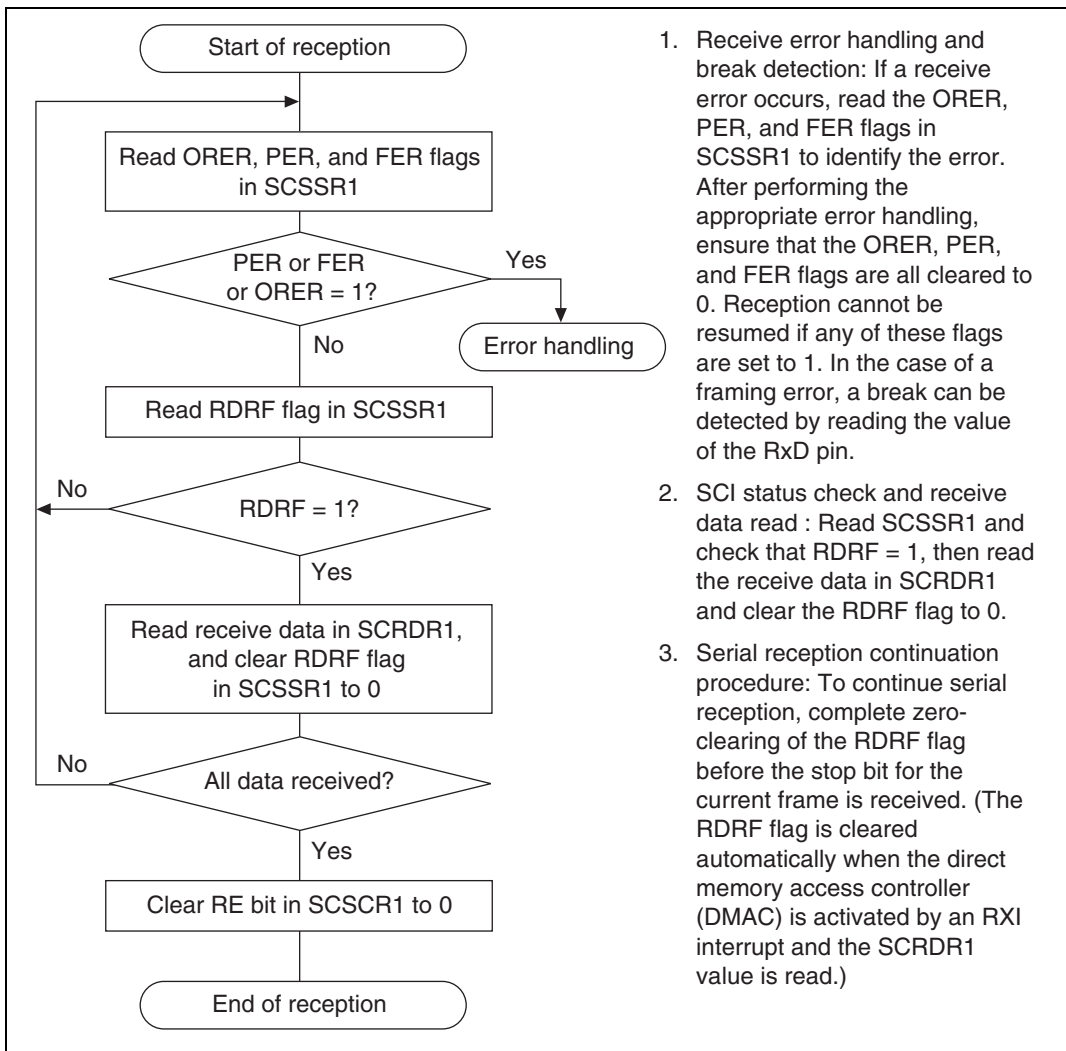 Start of reception
Read ORER, PER, and FER flags
in SCSSR1
PER or FER
or ORER = 1?
Yes
Error handling
No
Read RDRF flag in SCSSR1
No
RDRF = 1?
Yes
Read receive data in SCRDR1,
and clear RDRF flag
in SCSSR1 to 0
No
All data received?
Yes
Clear RE bit in SCSCR1 to 0
End of reception
1. Receive error handling and
break detection: If a receive
error occurs, read the ORER,
PER, and FER flags in
SCSSR1 to identify the error.
After performing the
appropriate error handling,
ensure that the ORER, PER,
and FER flags are all cleared to
0. Reception cannot be
resumed if any of these flags
are set to 1. In the case of a
framing error, a break can be
detected by reading the value
of the RxD pin.
2. SCI status check and receive
data read : Read SCSSR1 and
check that RDRF = 1, then read
the receive data in SCRDR1
and clear the RDRF flag to 0.
3. Serial reception continuation
procedure: To continue serial
reception, complete zero-
clearing of the RDRF flag
before the stop bit for the
current frame is received. (The
RDRF flag is cleared
automatically when the direct
memory access controller
(DMAC) is activated by an RXI
interrupt and the SCRDR1
value is read.)